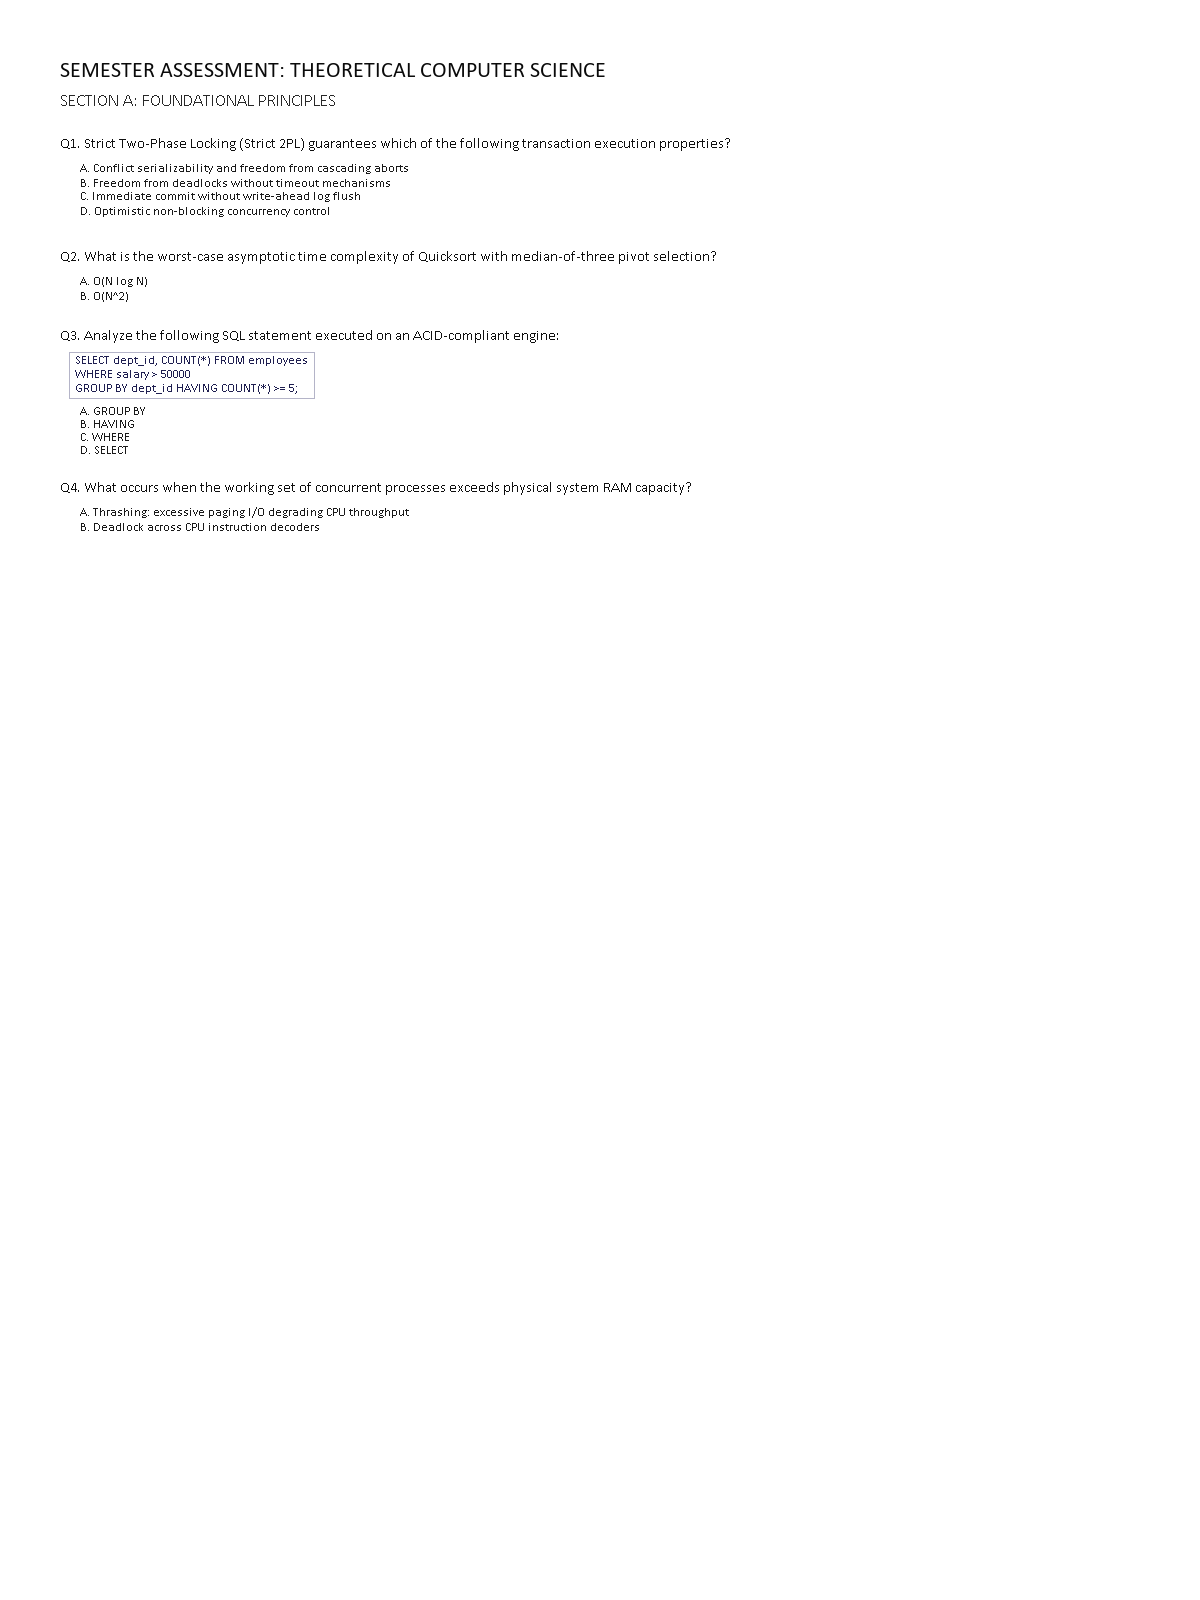 SEMESTER ASSESSMENT: THEORETICAL COMPUTER SCIENCE
SECTION A: FOUNDATIONAL PRINCIPLES
Q1. Strict Two-Phase Locking (Strict 2PL) guarantees which of the following transaction execution properties?
A. Conflict serializability and freedom from cascading aborts
B. Freedom from deadlocks without timeout mechanisms
C. Immediate commit without write-ahead log flush
D. Optimistic non-blocking concurrency control
Q2. What is the worst-case asymptotic time complexity of Quicksort with median-of-three pivot selection?
A. O(N log N)
B. O(N^2)
Q3. Analyze the following SQL statement executed on an ACID-compliant engine:
SELECT dept_id, COUNT(*) FROM employees
WHERE salary > 50000
GROUP BY dept_id HAVING COUNT(*) >= 5;
A. GROUP BY
B. HAVING
C. WHERE
D. SELECT
Q4. What occurs when the working set of concurrent processes exceeds physical system RAM capacity?
A. Thrashing: excessive paging I/O degrading CPU throughput
B. Deadlock across CPU instruction decoders